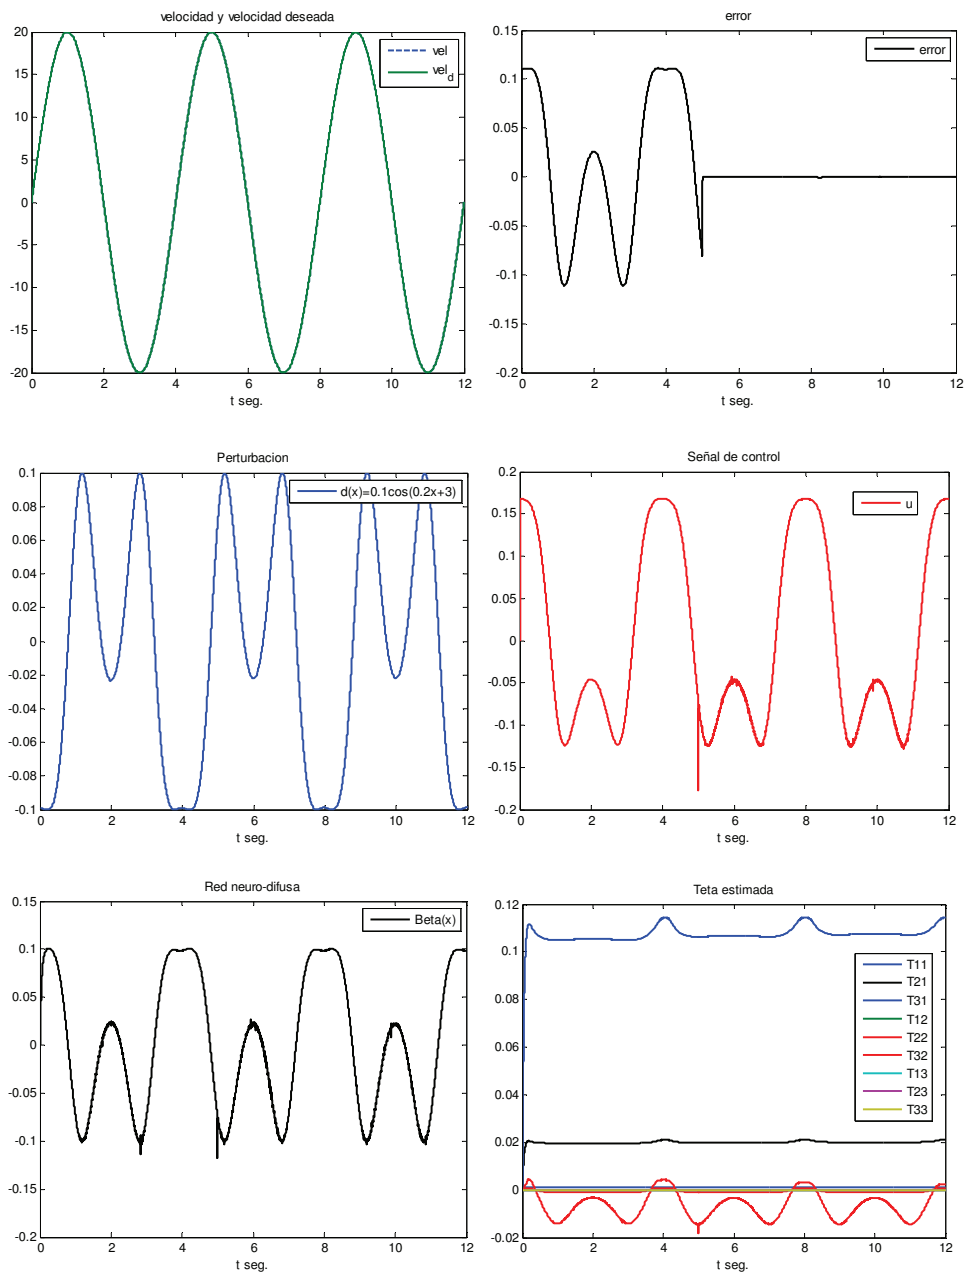 velocidad y velocidad deseada
20
15
10
5
0
-5
-10
-15
-20
0 2 4 6 8 10 12
t seg.
vel
vel_d
error
0.15
0.1
0.05
0
-0.05
-0.1
-0.15
-0.2
0 2 4 6 8 10 12
t seg.
error
Perturbacion
0.1
0.08
0.06
0.04
0.02
0
-0.02
-0.04
-0.06
-0.08
-0.1
0 2 4 6 8 10 12
t seg.
d(x)=0.1cos(0.2x+3)
Señal de control
0.2
0.15
0.1
0.05
0
-0.05
-0.1
-0.15
-0.2
0 2 4 6 8 10 12
t seg.
u
Red neuro-difusa
0.15
0.1
0.05
0
-0.05
-0.1
-0.15
-0.2
0 2 4 6 8 10 12
t seg.
Beta(x)
Teta estimada
0.12
0.1
0.08
0.06
0.04
0.02
0
-0.02
0 2 4 6 8 10 12
t seg.
T11
T21
T31
T12
T22
T32
T13
T23
T33